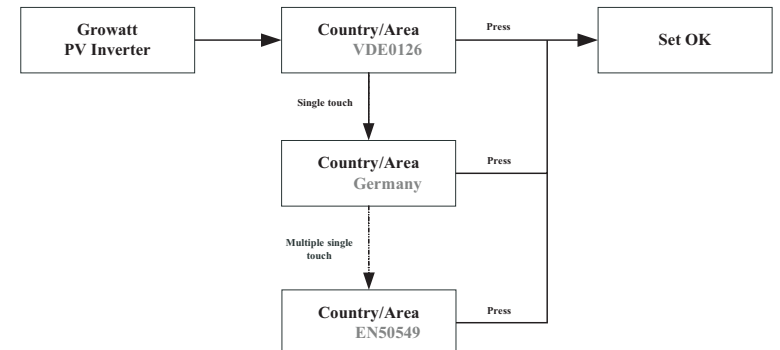 Growatt
PV Inverter
Country/Area
VDE0126
Press
Set OK
Single touch
Country/Area
Germany
Press
Multiple single
touch
Country/Area
EN50549
Press